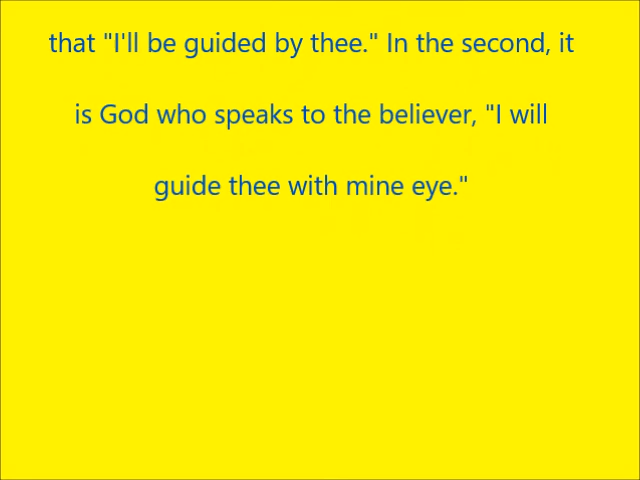 that "I'll be guided by thee." In the second, it
is God who speaks to the believer, "I will
guide thee with mine eye."